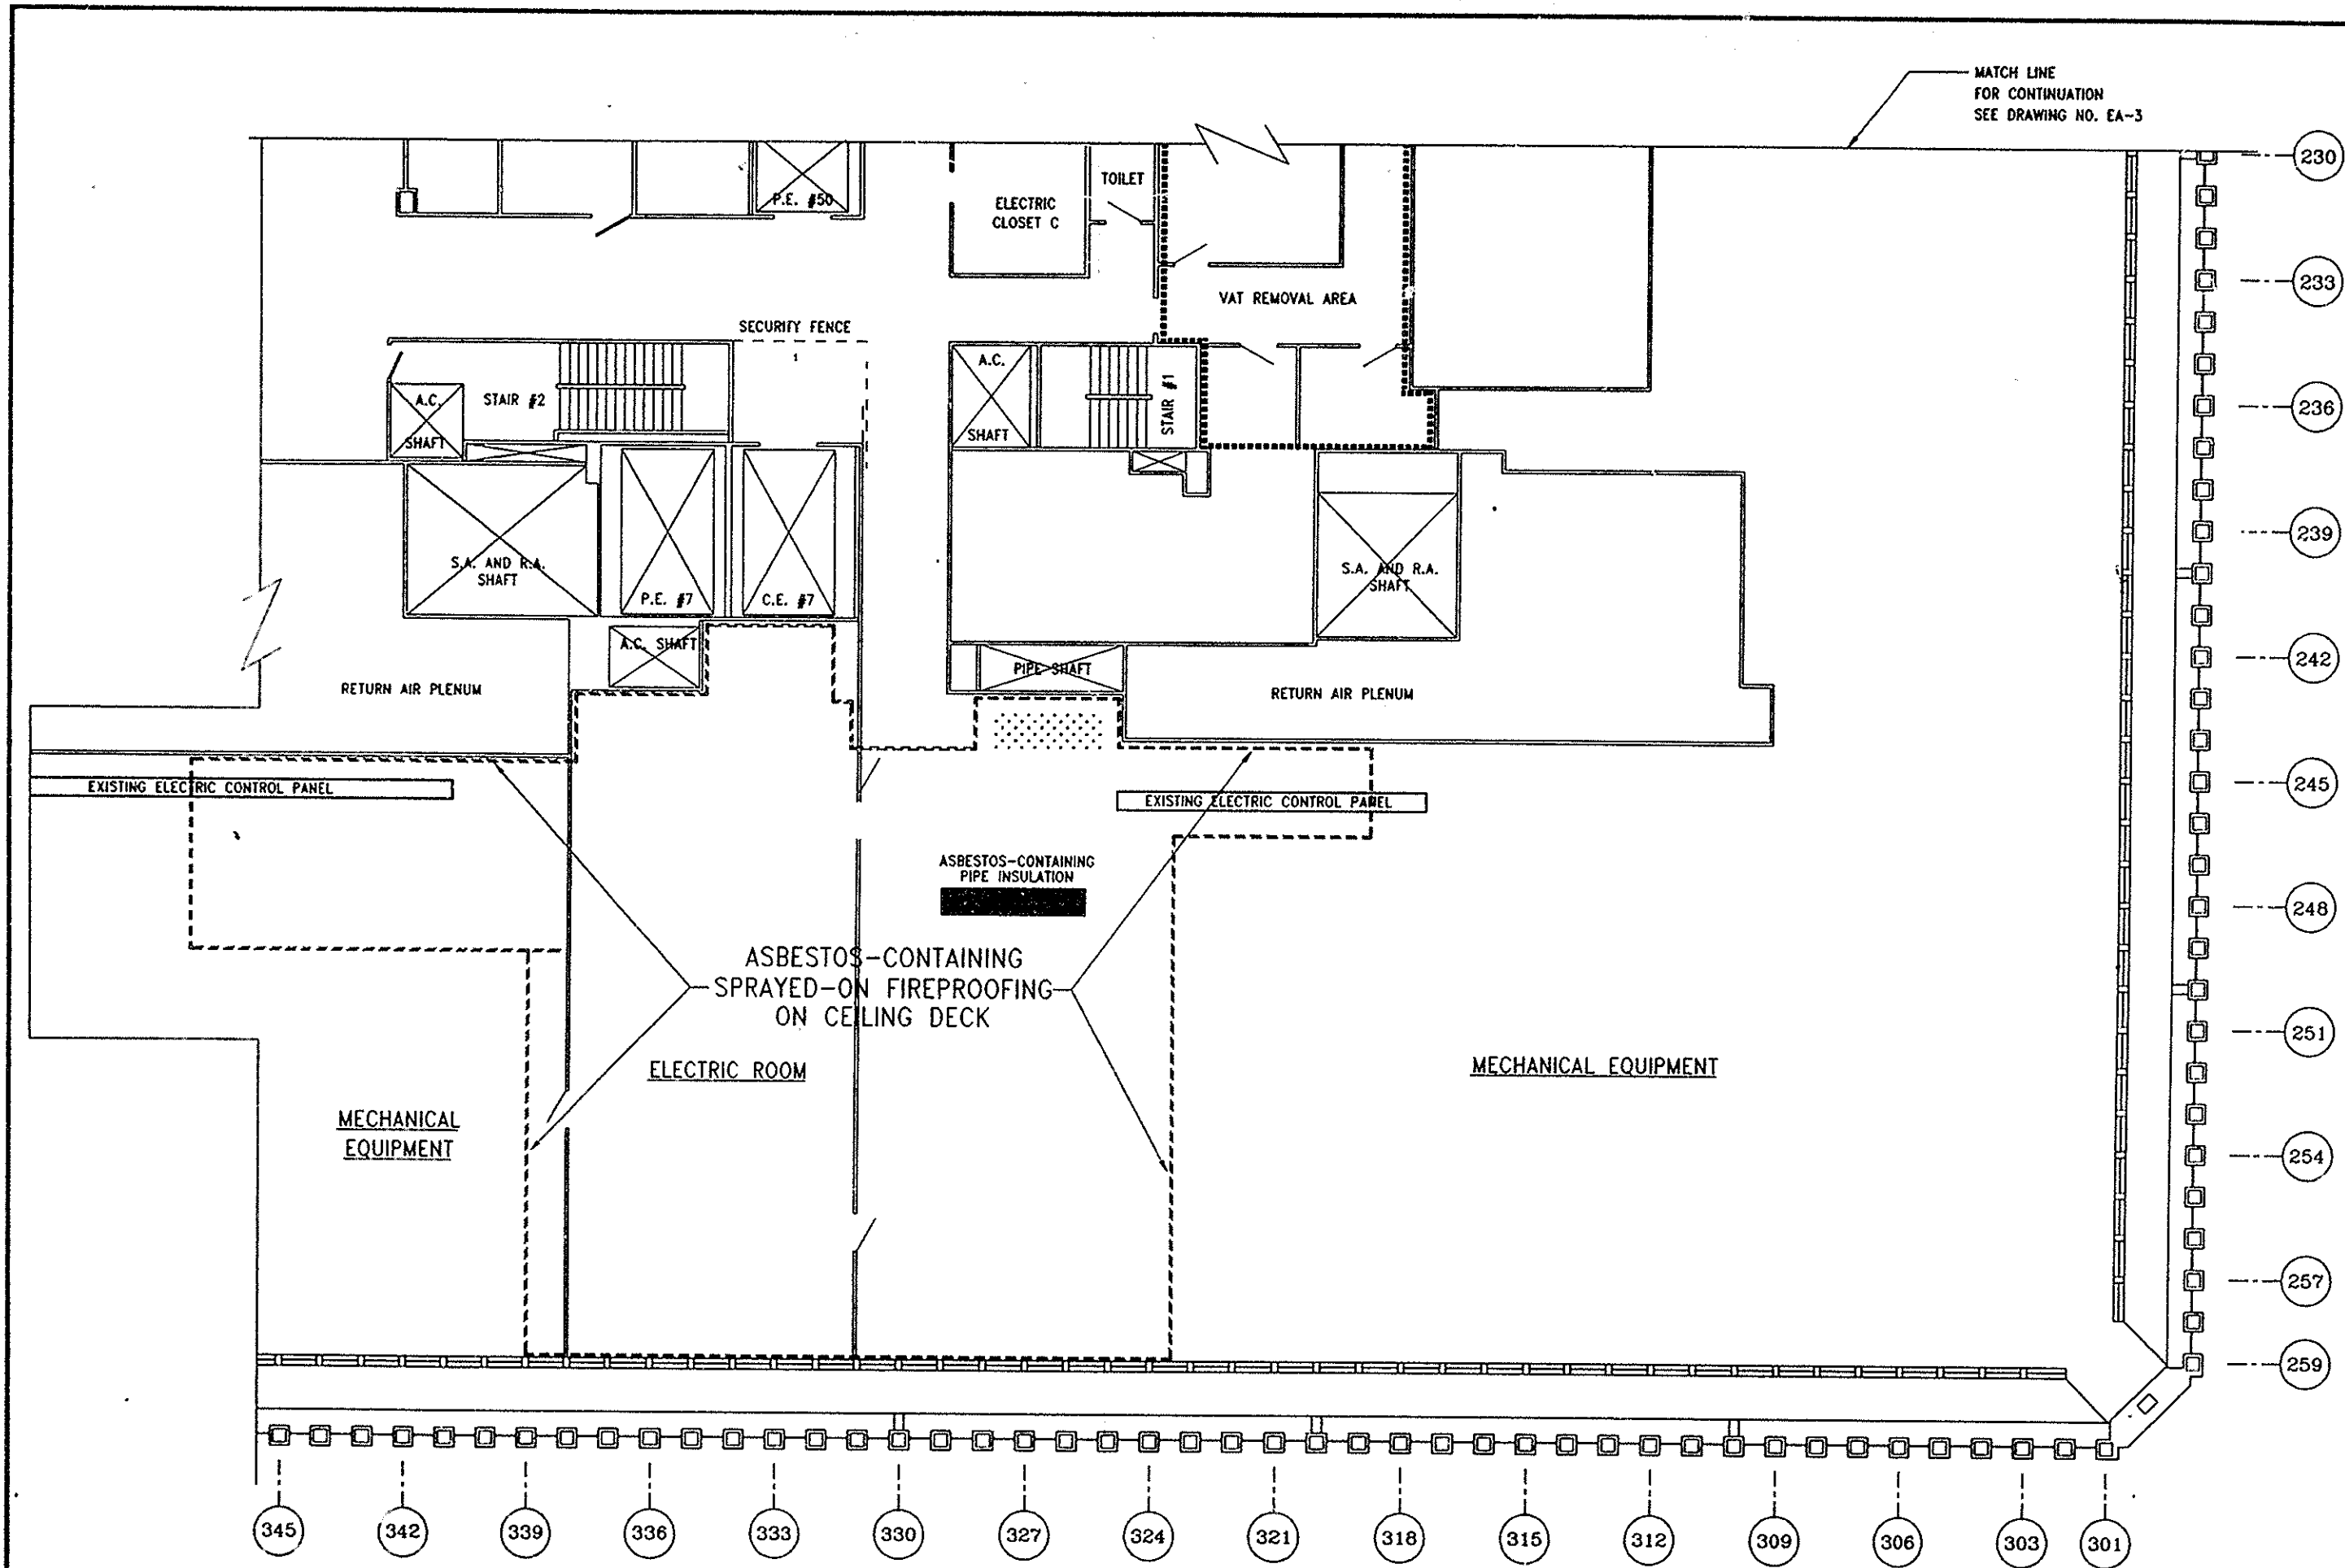 MATCH LINE
FOR CONTINUATION
SEE DRAWING NO. EA-3
230
P.E. #50
ELECTRIC
CLOSET C
TOILET
VAT REMOVAL AREA
233
SECURITY FENCE
A.C.
SHAFT
STAIR #2
A.C.
SHAFT
STAIR #1
236
S.A. AND R.A.
SHAFT
P.E. #7
C.E. #7
S.A. AND R.A.
SHAFT
239
A.C. SHAFT
PIPE SHAFT
242
RETURN AIR PLENUM
RETURN AIR PLENUM
EXISTING ELECTRIC CONTROL PANEL
EXISTING ELECTRIC CONTROL PANEL
245
ASBESTOS-CONTAINING
PIPE INSULATION
248
ASBESTOS-CONTAINING
SPRAYED-ON FIREPROOFING
ON CEILING DECK
251
ELECTRIC ROOM
MECHANICAL EQUIPMENT
MECHANICAL
EQUIPMENT
254
257
259
345
342
339
336
333
330
327
324
321
318
315
312
309
306
303
301